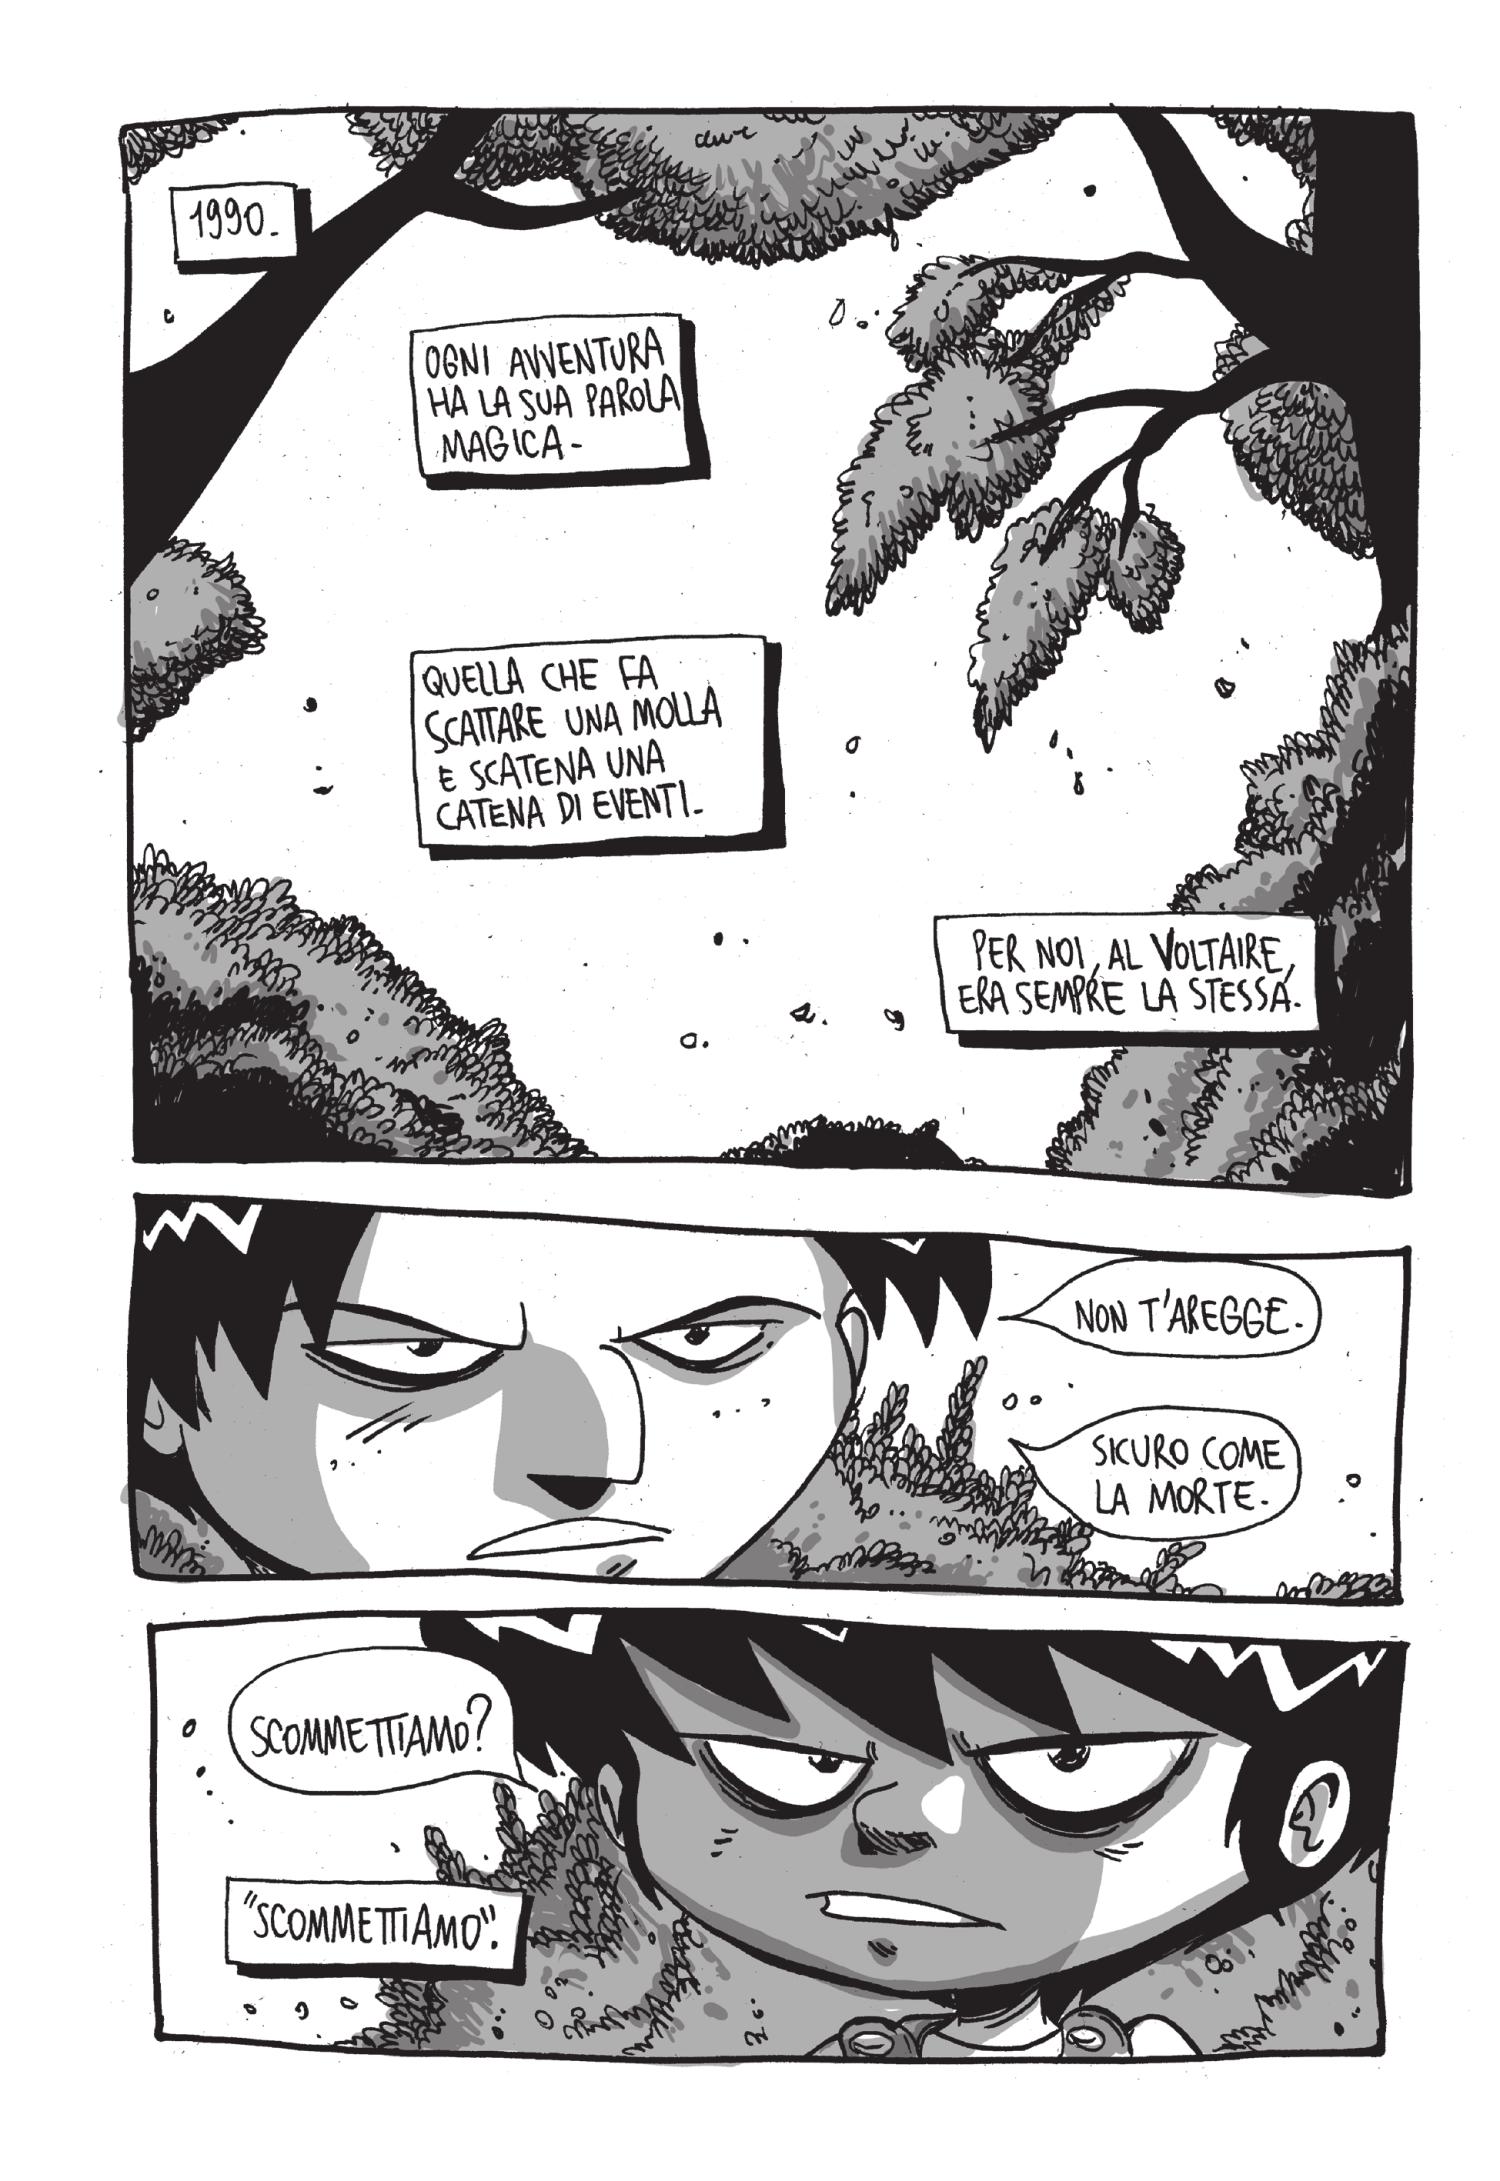 1990.
OGNI AVVENTURA
HA LA SUA PAROLA
MAGICA.
QUELLA CHE FA
SCATTARE UNA MOLLA
E SCATENA UNA
CATENA DI EVENTI.
PER NOI, AL VOLTAIRE,
ERA SEMPRE LA STESSA.
NON T'AREGGE.
SICURO COME
LA MORTE.
SCOMMETTIAMO?
"SCOMMETTIAMO".